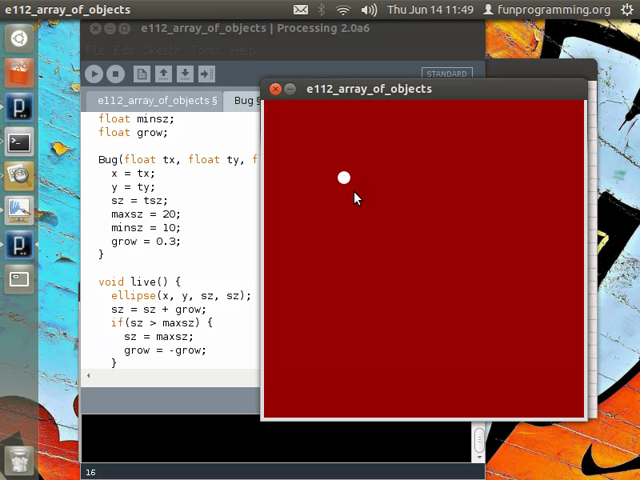 e112_array_of_objects
Thu Jun 14 11:49
funprogramming.org
e112_array_of_objects | Processing 2.0a6
File Edit Sketch Tools Help
STANDARD
e112_array_of_objects §
Bug §
e112_array_of_objects
float minsz;
float grow;
Bug(float tx, float ty, f
x = tx;
y = ty;
sz = tsz;
maxsz = 20;
minsz = 10;
grow = 0.3;
}
void live() {
ellipse(x, y, sz, sz);
sz = sz + grow;
if(sz > maxsz) {
sz = maxsz;
grow = -grow;
}
16